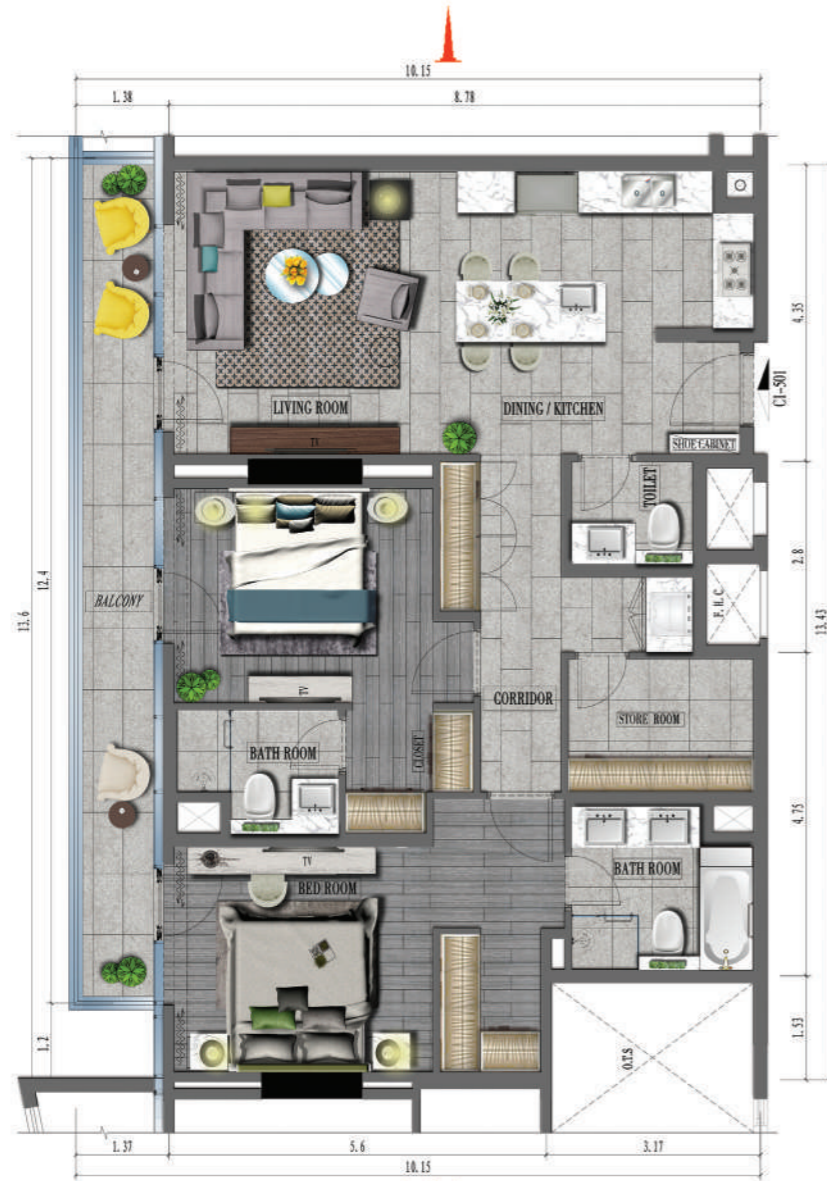 10.15
1.38
8.78
4.35
C1-501
LIVING ROOM
DINING / KITCHEN
TV
SHOE CABINET
TOILET
2.8
13.6
12.4
BALCONY
F. H. C.
13.43
TV
CORRIDOR
STORE ROOM
BATH ROOM
CLOSET
4.75
TV
BED ROOM
BATH ROOM
1.2
O.T.S
1.53
1.37
5.6
3.17
10.15